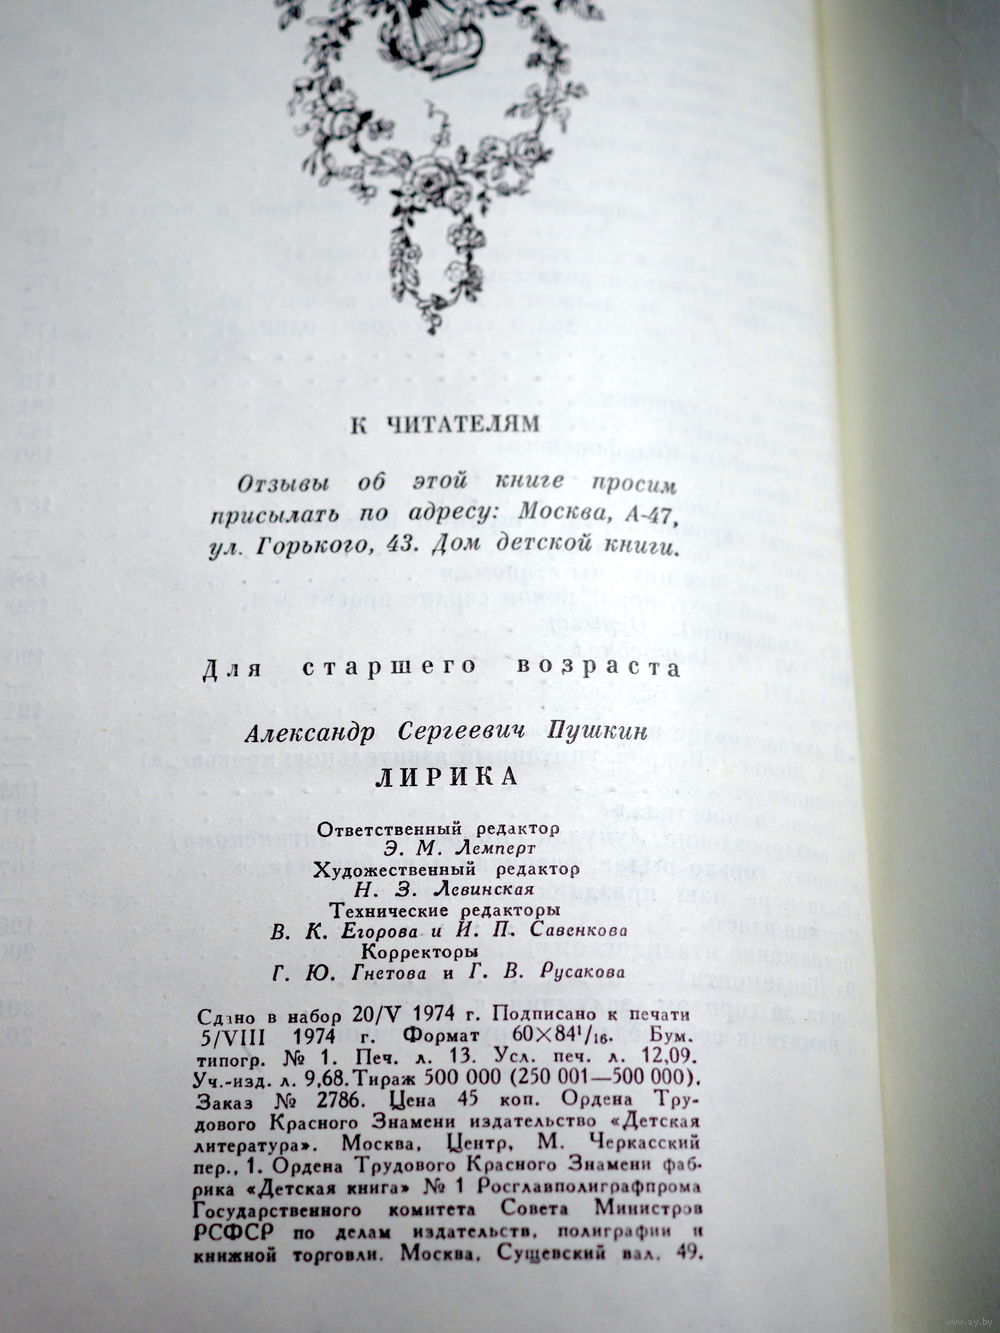 К ЧИТАТЕЛЯМ
Отзывы об этой книге просим
присылать по адресу: Москва, А-47,
ул. Горького, 43. Дом детской книги.
Для старшего возраста
Александр Сергеевич Пушкин
ЛИРИКА
Ответственный редактор
Э. М. Лемперт
Художественный редактор
Н. З. Левинская
Технические редакторы
В. К. Егорова и И. П. Савенкова
Корректоры
Г. Ю. Гнетова и Г. В. Русакова
Сдано в набор 20/V 1974 г. Подписано к печати
5/VIII 1974 г. Формат 60×84¹/₁₆. Бум.
типогр. № 1. Печ. л. 13. Усл. печ. л. 12,09.
Уч.-изд. л. 9,68. Тираж 500 000 (250 001—500 000).
Заказ № 2786. Цена 45 коп. Ордена Тру-
дового Красного Знамени издательство «Детская
литература». Москва, Центр, М. Черкасский
пер., 1. Ордена Трудового Красного Знамени фаб-
рика «Детская книга» № 1 Росглавполиграфпрома
Государственного комитета Совета Министров
РСФСР по делам издательств, полиграфии и
книжной торговли. Москва, Сущевский вал, 49.
www.ay.by